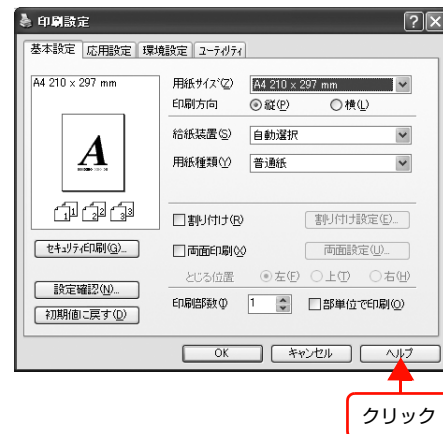 印刷設定
基本設定 応用設定 環境設定 ユーティリティ
A4 210 x 297 mm
用紙サイズ(Z) A4 210 x 297 mm
印刷方向 縦(P) 横(L)
給紙装置(S) 自動選択
用紙種類(Y) 普通紙
A
1 1 2 2 3 3
割り付け(R) 割り付け設定(E)...
セキュリティ印刷(G)... 両面印刷(X) 両面設定(U)...
とじる位置 左(F) 上(T) 右(H)
設定確認(N)...
印刷部数(I) 1 部単位で印刷(O)
初期値に戻す(D)
OK キャンセル ヘルプ
クリック